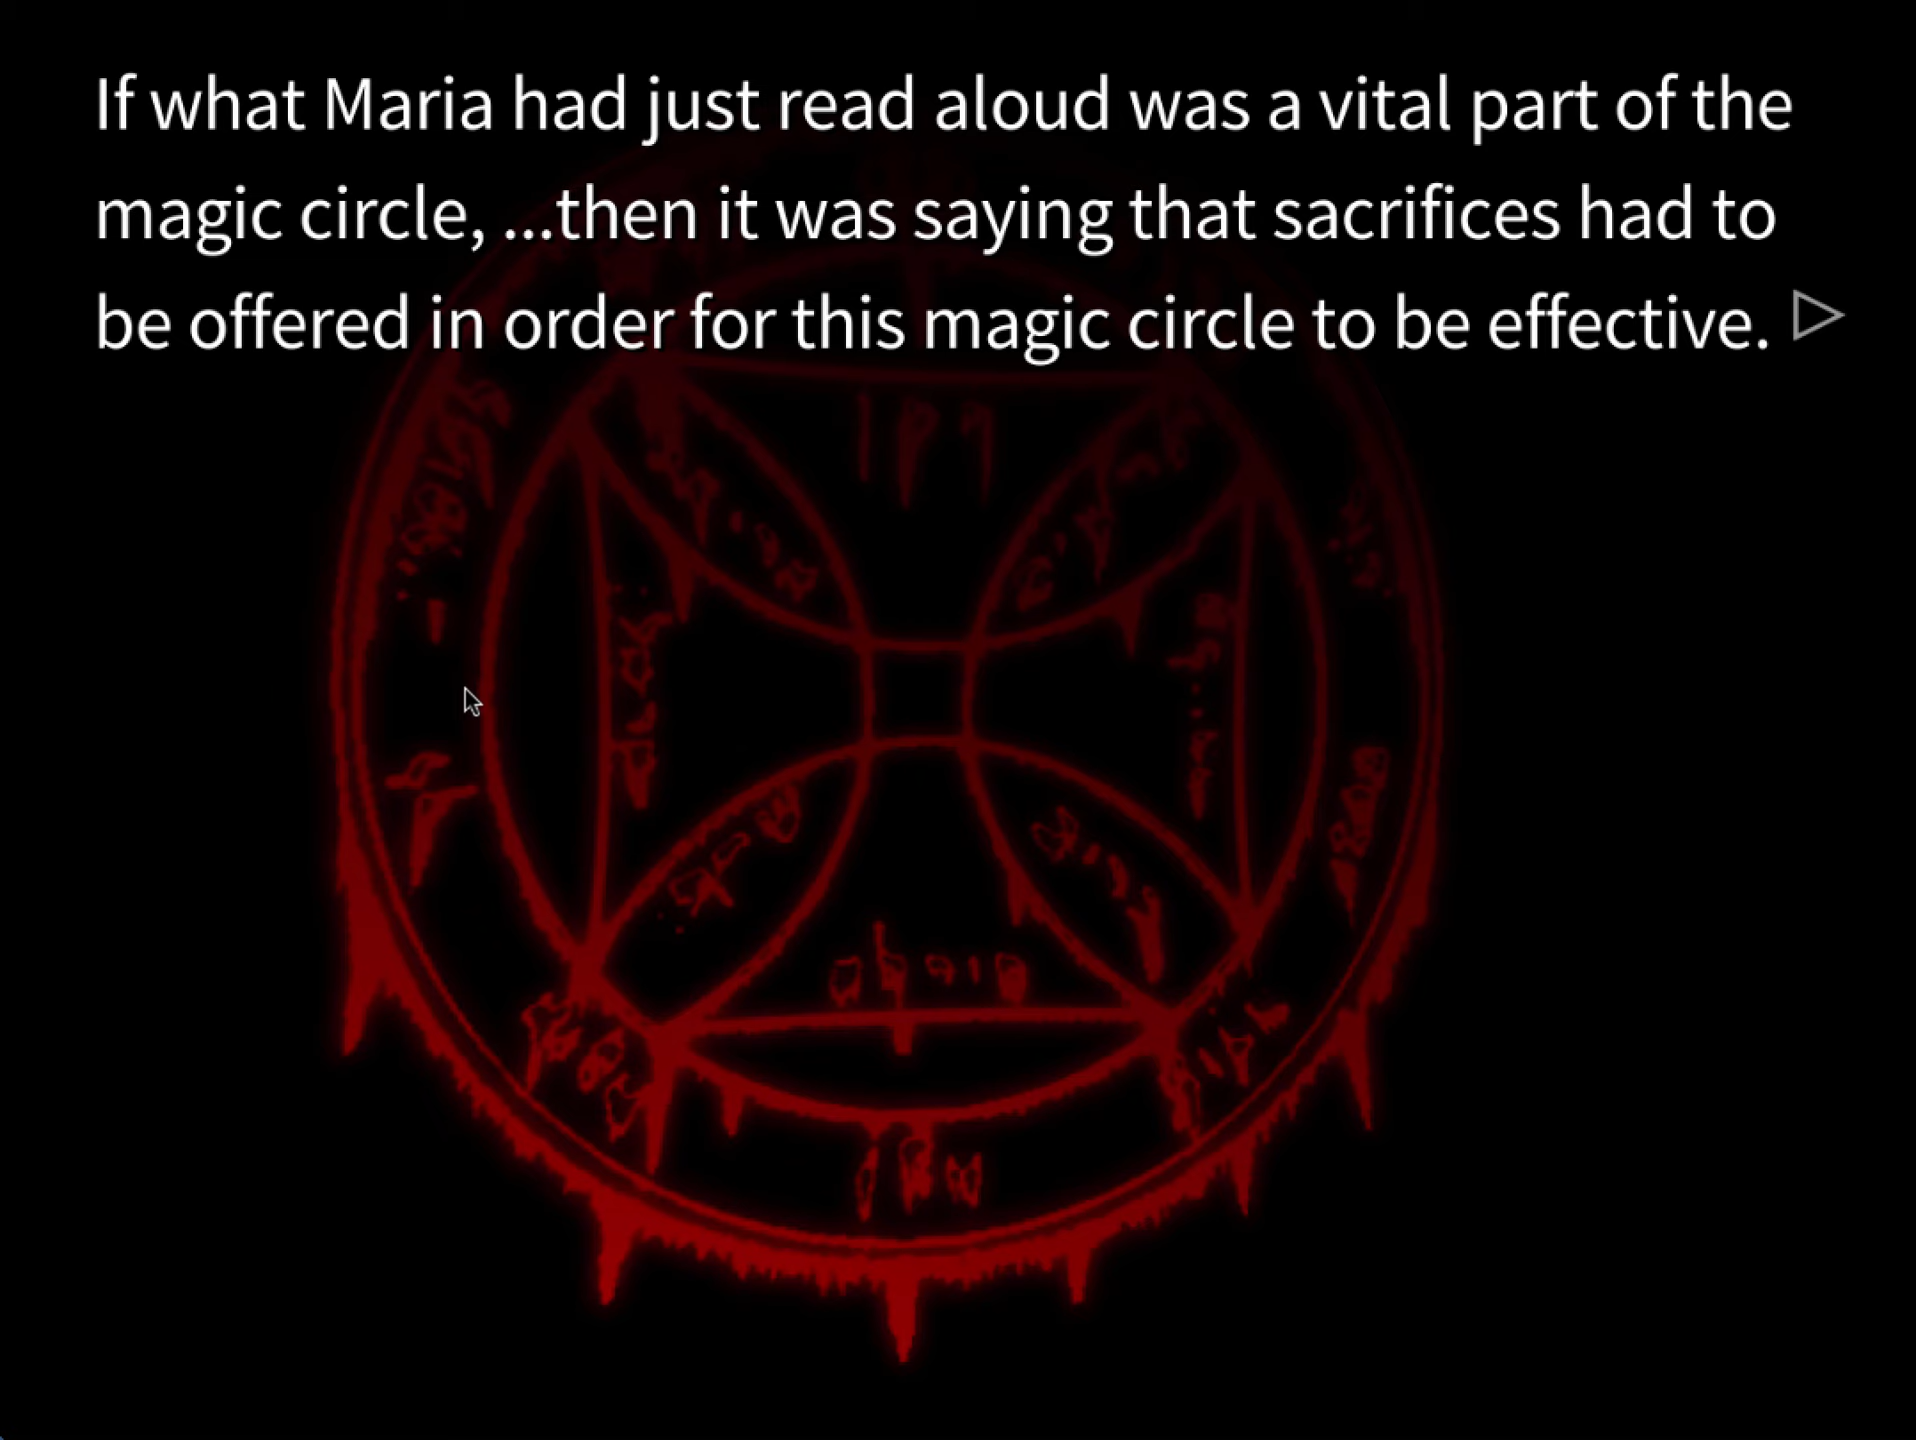 If what Maria had just read aloud was a vital part of the
magic circle, ...then it was saying that sacrifices had to
be offered in order for this magic circle to be effective.